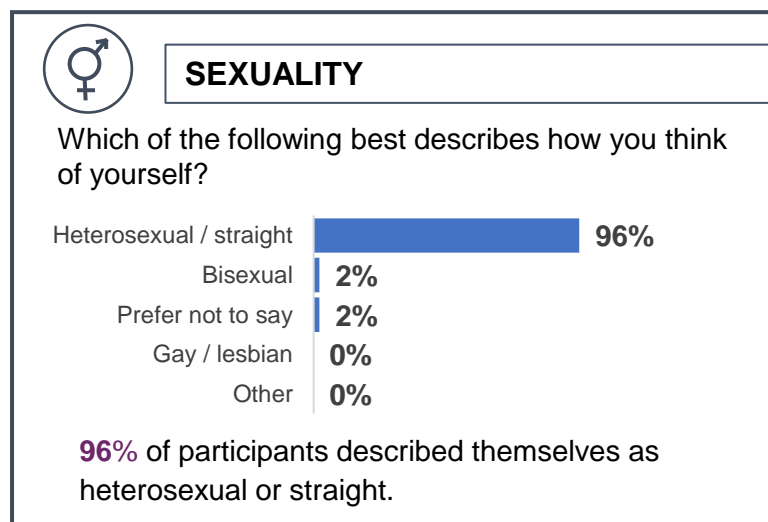 SEXUALITY
Which of the following best describes how you think
of yourself?
Heterosexual / straight 96%
Bisexual 2%
Prefer not to say 2%
Gay / lesbian 0%
Other 0%
96% of participants described themselves as
heterosexual or straight.